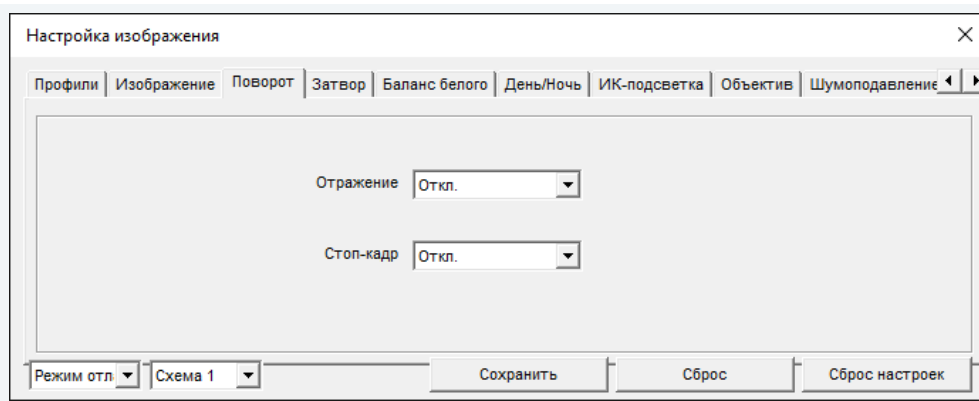 Настройка изображения
Профили Изображение Поворот Затвор Баланс белого День/Ночь ИК-подсветка Объектив Шумоподавление
Отражение Откл.
Стоп-кадр Откл.
Режим отл Схема 1 Сохранить Сброс Сброс настроек